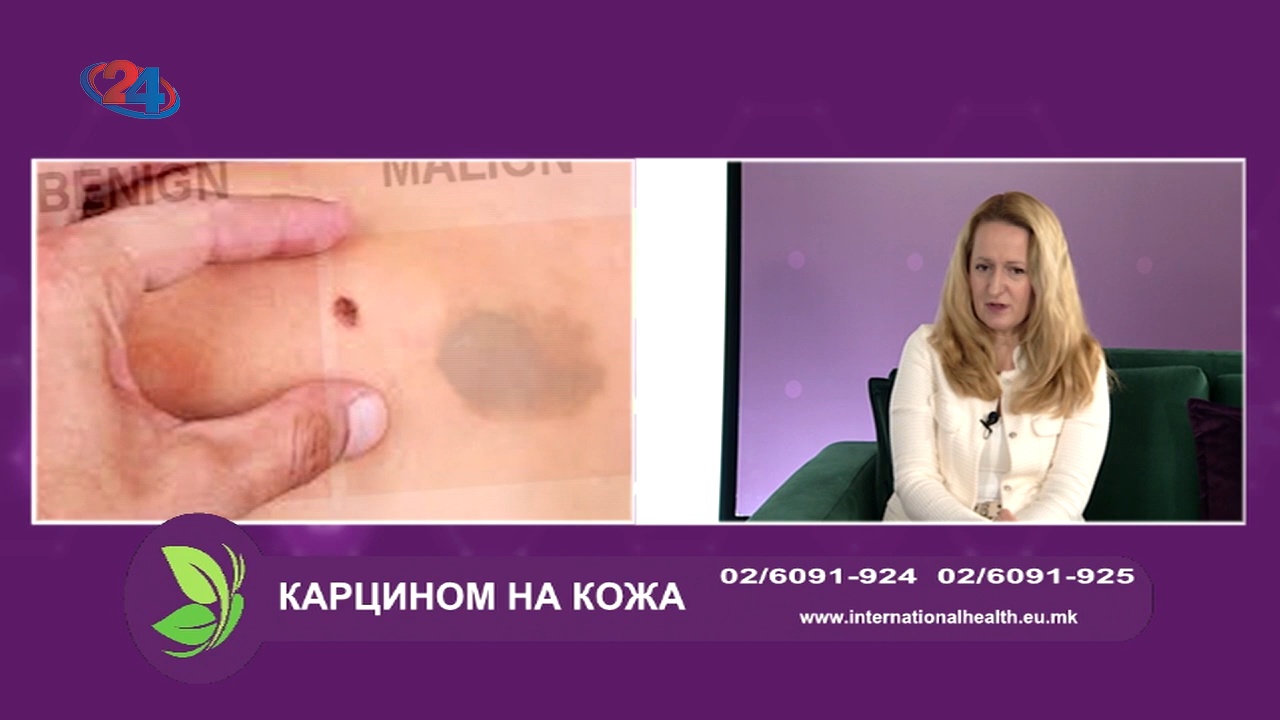 24
BENIGN
MALIGN
КАРЦИНОМ НА КОЖА
02/6091-924 02/6091-925
www.internationalhealth.eu.mk